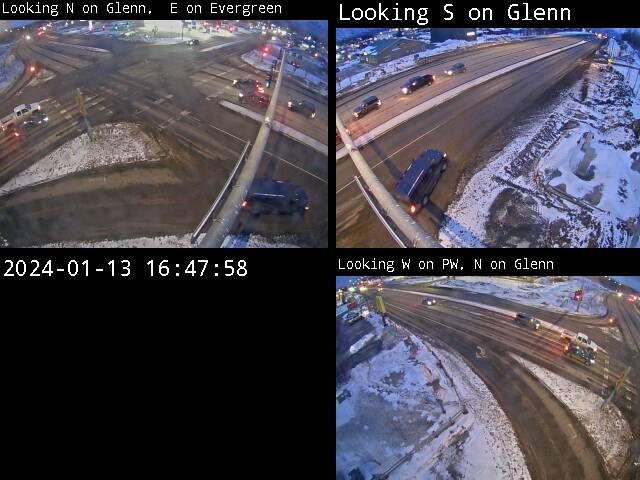 Looking N on Glenn,  E on Evergreen
Looking S on Glenn
2024-01-13 16:47:58
Looking W on PW, N on Glenn